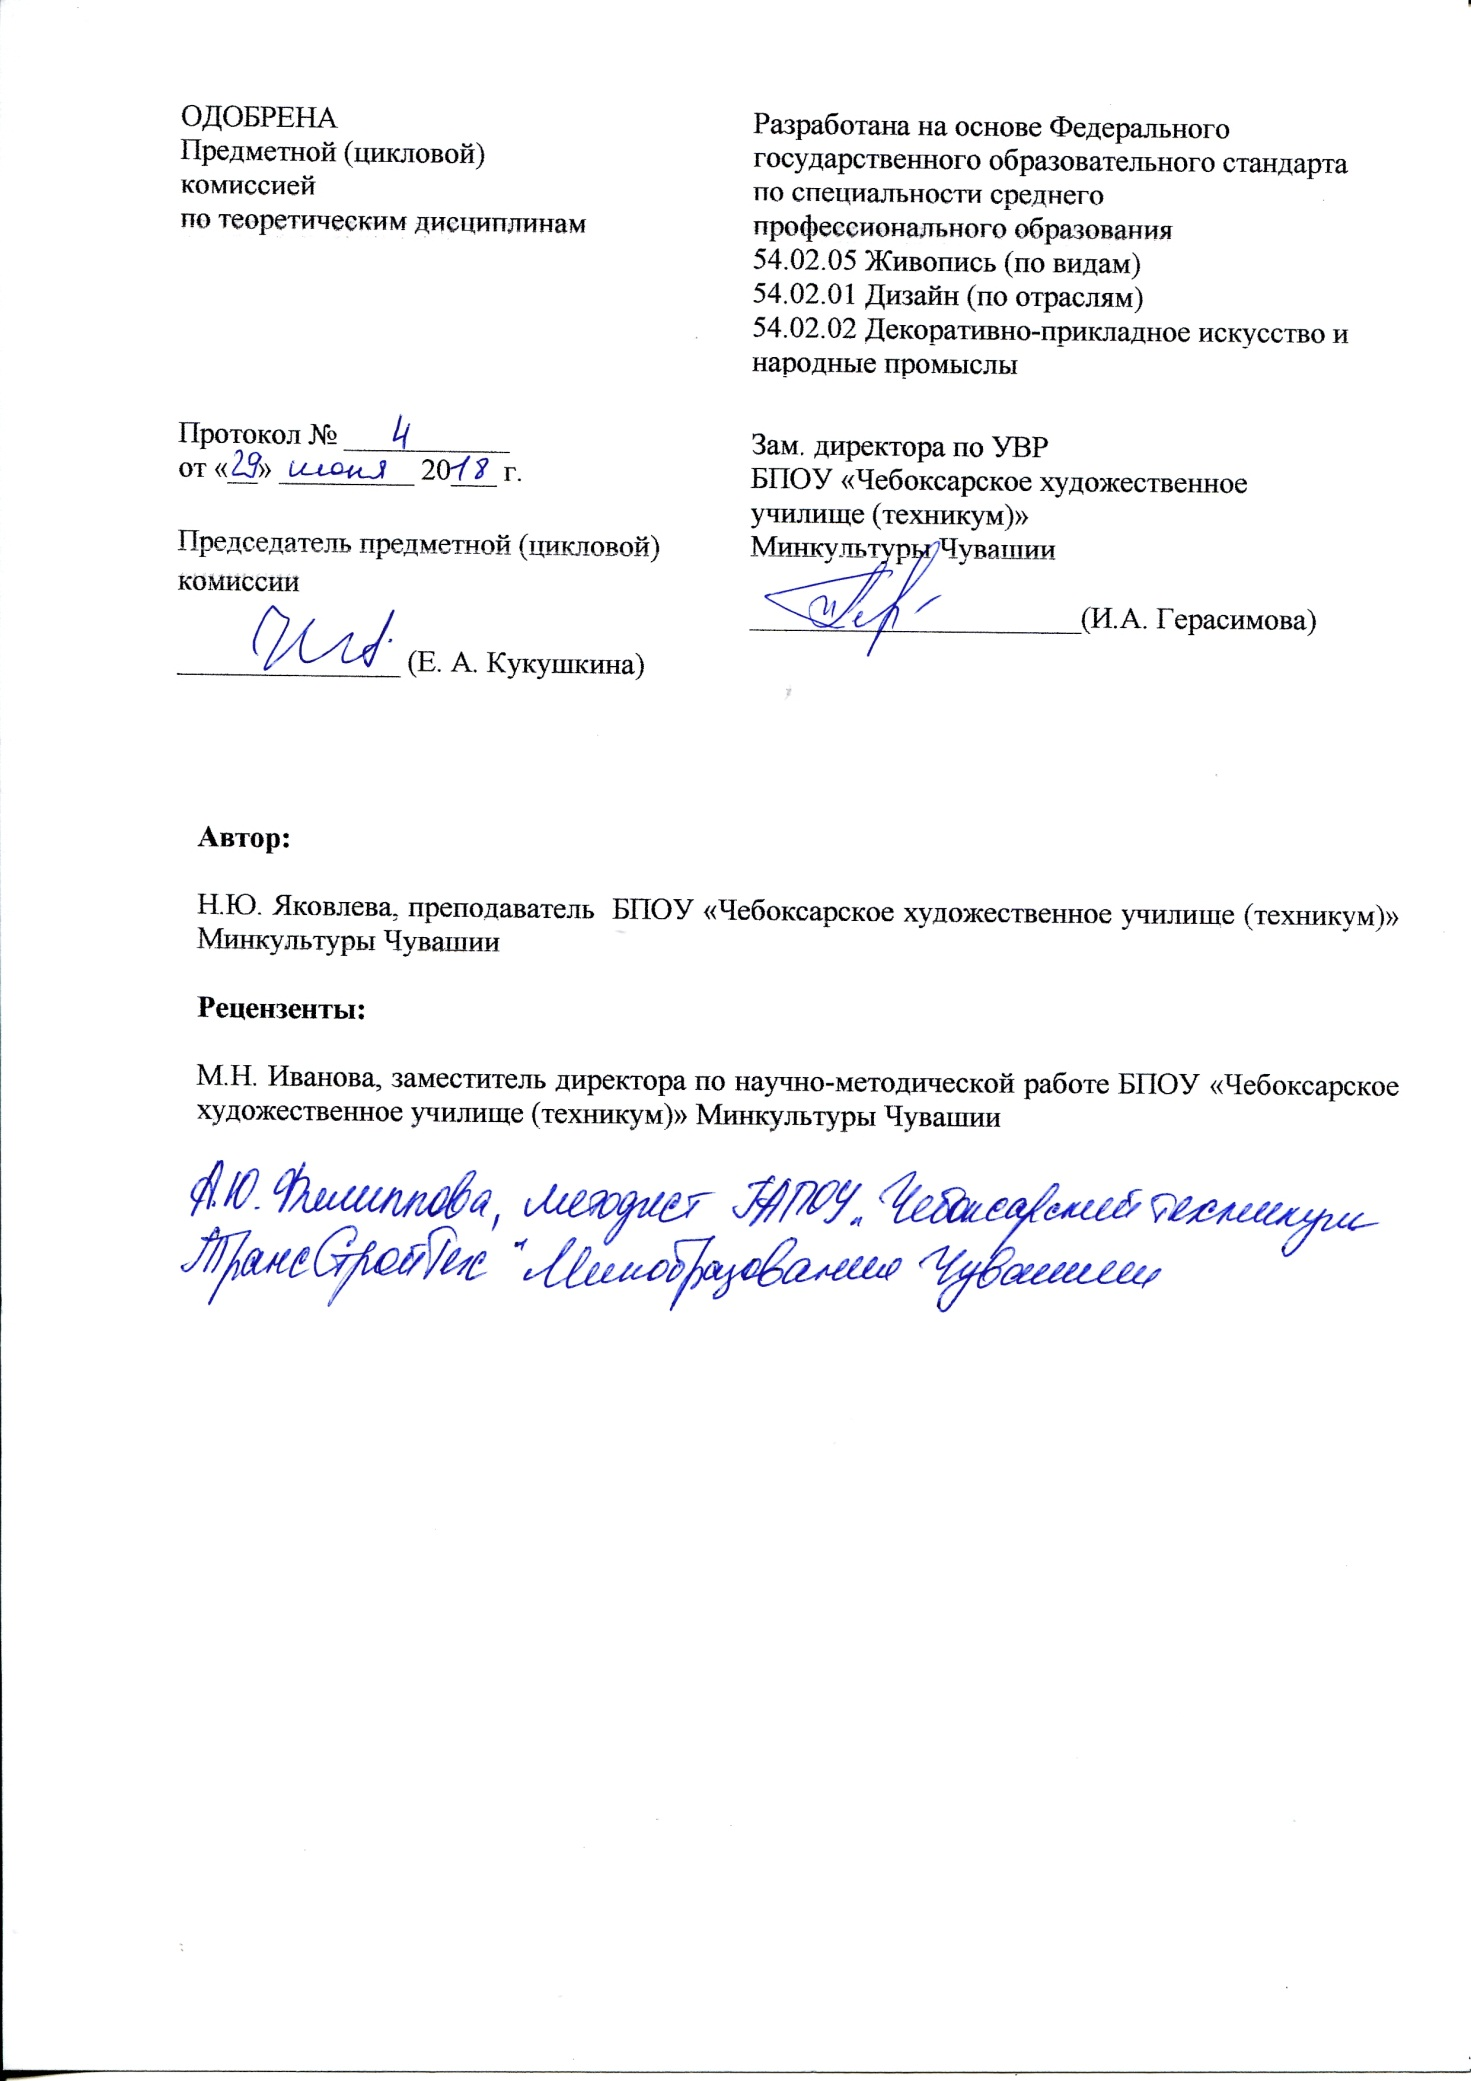 ОДОБРЕНА
Предметной (цикловой)
комиссией
по теоретическим дисциплинам
Протокол № 4
от «29» июня 2018 г.
Председатель предметной (цикловой)
комиссии
(Е. А. Кукушкина)
Разработана на основе Федерального
государственного образовательного стандарта
по специальности среднего
профессионального образования
54.02.05 Живопись (по видам)
54.02.01 Дизайн (по отраслям)
54.02.02 Декоративно-прикладное искусство и
народные промыслы
Зам. директора по УВР
БПОУ «Чебоксарское художественное
училище (техникум)»
Минкультуры Чувашии
(И.А. Герасимова)
Автор:
Н.Ю. Яковлева, преподаватель БПОУ «Чебоксарское художественное училище (техникум)»
Минкультуры Чувашии
Рецензенты:
М.Н. Иванова, заместитель директора по научно-методической работе БПОУ «Чебоксарское
художественное училище (техникум)» Минкультуры Чувашии
А.Ю. Филиппова, методист ГАПОУ „Чебоксарский техникум
ТрансСтройТех" Минобразования Чувашии